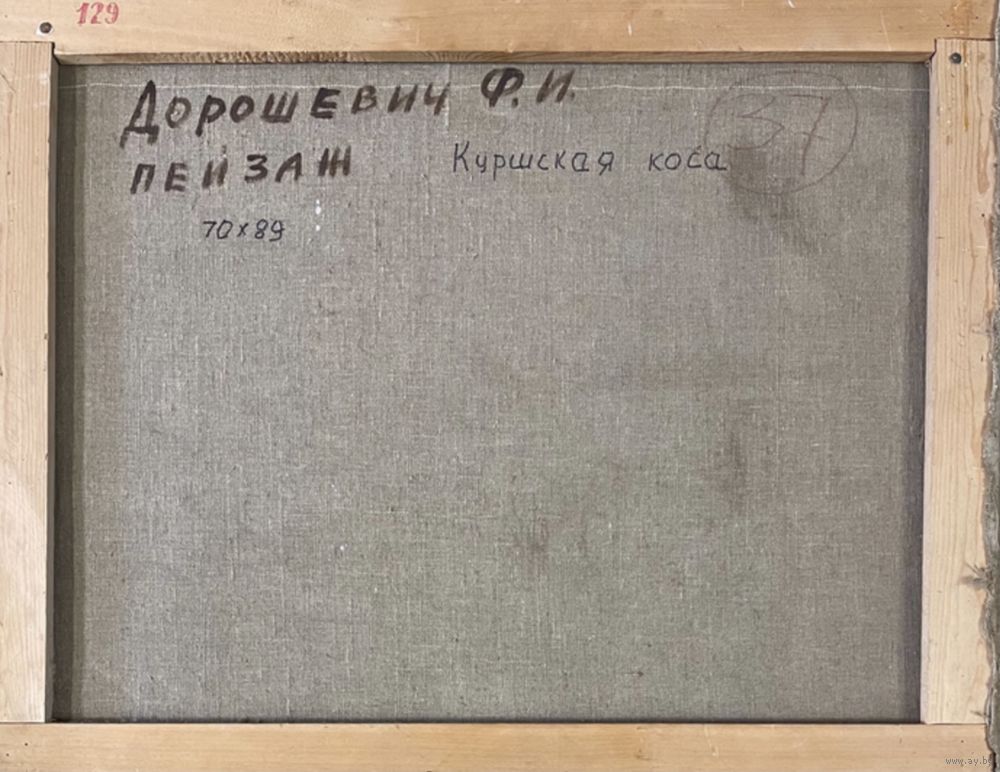 129
Дорошевич Ф.И.
37
ПЕЙЗАЖ
Куршская коса
70x89
www.ay.by